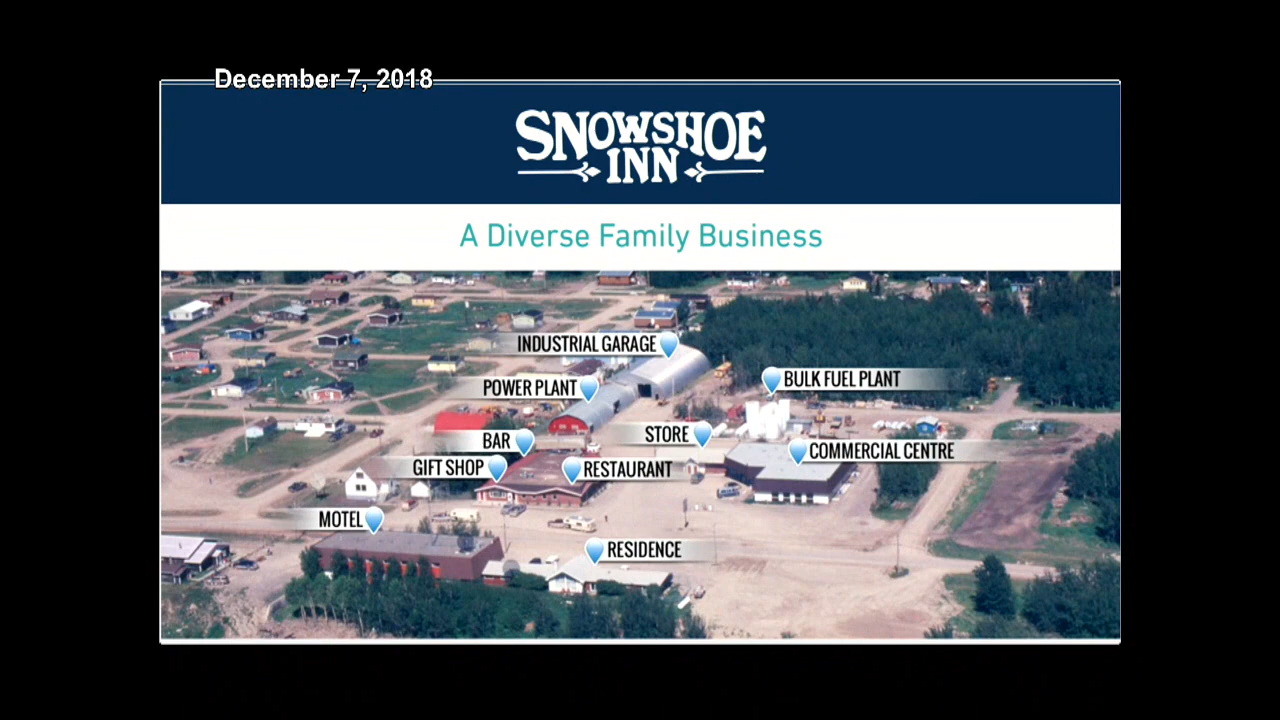 December 7, 2018
SNOWSHOE
INN
A Diverse Family Business
INDUSTRIAL GARAGE
POWER PLANT
BULK FUEL PLANT
BAR
STORE
COMMERCIAL CENTRE
GIFT SHOP
RESTAURANT
MOTEL
RESIDENCE